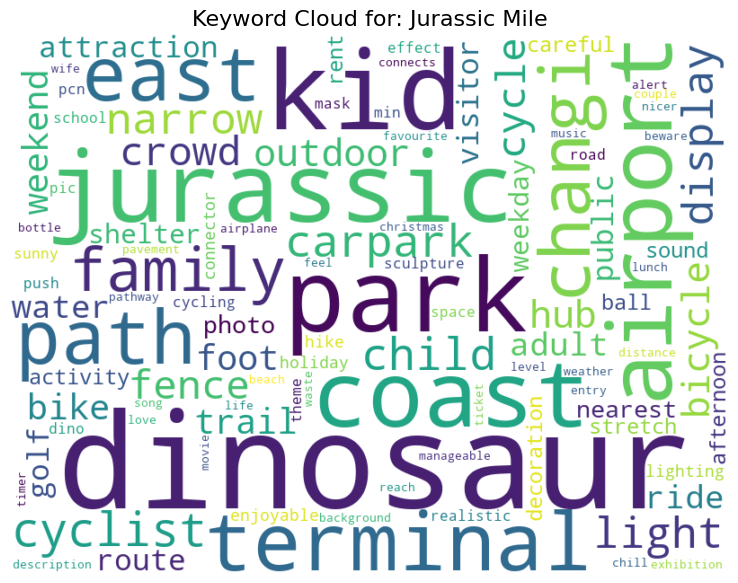 Keyword Cloud for: Jurassic Mile
attraction
east
kid
rent
effect
connects
mask
min
favourite
visitor
cycle
careful
changi
alert
couple
nicer
beware
airport
display
wife
pcn
school
weekend
narrow
music
road
crowd
outdoor
pic
jurassic
weekday
public
bottle
airplane
christmas
shelter
connector
carpark
sound
sunny
pavement
family
feel
sculpture
push
park
lunch
water
pathway
cycling
space
hub
ball
bicycle
path
photo
hike
foot
holiday
child
adult
distance
activity
fence
beach
theme
waste
level
weather
entry
afternoon
bike
dino
song
love
life
trail
coast
ticket
nearest
stretch
golf
movie
dinosaur
manageable
decoration
lighting
timer
reach
ride
cyclist
enjoyable
background
realistic
terminal
light
description
route
chill
exhibition